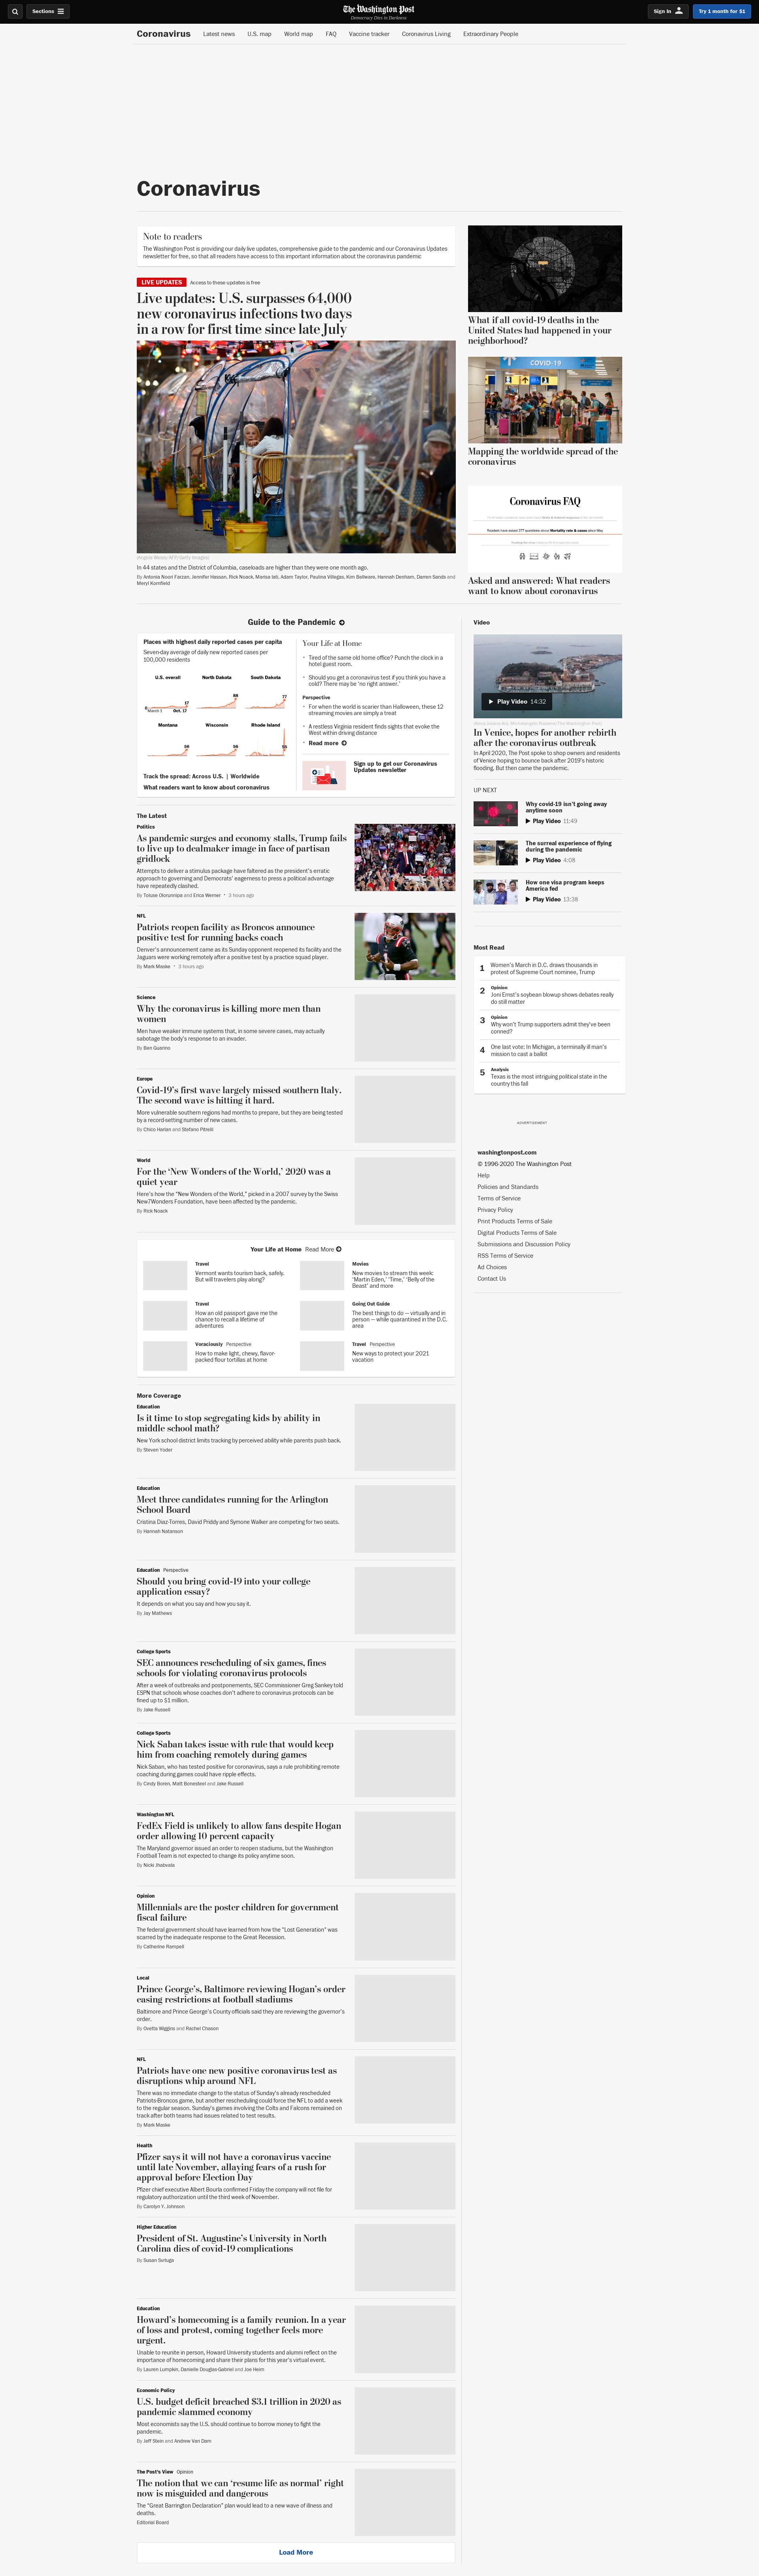 Sections
The Washington Post
Democracy Dies in Darkness
Sign In
Try 1 month for $1
Coronavirus
Latest news
U.S. map
World map
FAQ
Vaccine tracker
Coronavirus Living
Extraordinary People
Coronavirus
Note to readers
The Washington Post is providing our daily live updates, comprehensive guide to the pandemic and our Coronavirus Updates
newsletter for free, so that all readers have access to this important information about the coronavirus pandemic
LIVE UPDATES Access to these updates is free
Live updates: U.S. surpasses 64,000
new coronavirus infections two days
in a row for first time since late July
In 44 states and the District of Columbia, caseloads are higher than they were one month ago.
By Antonia Noori Farzan, Jennifer Hassan, Rick Noack, Marisa Iati, Adam Taylor, Paulina Villegas, Kim Bellware, Hannah Denham, Darren Sands and
Meryl Kornfield
What if all covid-19 deaths in the
United States had happened in your
neighborhood?
COVID-19
Mapping the worldwide spread of the
coronavirus
Coronavirus FAQ
Asked and answered: What readers
want to know about coronavirus
Guide to the Pandemic
Places with highest daily reported cases per capita
Seven-day average of daily new reported cases per
100,000 residents
U.S. overall
North Dakota
South Dakota
0
17
March 1
Oct. 17
88
77
Montana
Wisconsin
Rhode Island
56
56
55
Track the spread: Across U.S. | Worldwide
What readers want to know about coronavirus
Your Life at Home
Tired of the same old home office? Punch the clock in a
hotel guest room.
Should you get a coronavirus test if you think you have a
cold? There may be 'no right answer.'
Perspective
For when the world is scarier than Halloween, these 12
streaming movies are simply a treat
A restless Virginia resident finds sights that evoke the
West within driving distance
Read more
Sign up to get our Coronavirus
Updates newsletter
The Latest
Politics
As pandemic surges and economy stalls, Trump fails
to live up to dealmaker image in face of partisan
gridlock
Attempts to deliver a stimulus package have faltered as the president's erratic
approach to governing and Democrats' eagerness to press a political advantage
have repeatedly clashed.
By Toluse Olorunnipa and Erica Werner • 3 hours ago
NFL
Patriots reopen facility as Broncos announce
positive test for running backs coach
Denver's announcement came as its Sunday opponent reopened its facility and the
Jaguars were working remotely after a positive test by a practice squad player.
By Mark Maske • 3 hours ago
Science
Why the coronavirus is killing more men than
women
Men have weaker immune systems that, in some severe cases, may actually
sabotage the body's response to an invader.
By Ben Guarino
Europe
Covid-19's first wave largely missed southern Italy.
The second wave is hitting it hard.
More vulnerable southern regions had months to prepare, but they are being tested
by a record-setting number of new cases.
By Chico Harlan and Stefano Pitrelli
World
For the 'New Wonders of the World,' 2020 was a
quiet year
Here's how the "New Wonders of the World," picked in a 2007 survey by the Swiss
New7Wonders Foundation, have been affected by the pandemic.
By Rick Noack
Your Life at Home Read More
Travel
Vermont wants tourism back, safely.
But will travelers play along?
Movies
New movies to stream this week:
'Martin Eden,' 'Time,' 'Belly of the
Beast' and more
Travel
How an old passport gave me the
chance to recall a lifetime of
adventures
Going Out Guide
The best things to do — virtually and in
person — while quarantined in the D.C.
area
Voraciously Perspective
How to make light, chewy, flavor-
packed flour tortillas at home
Travel Perspective
New ways to protect your 2021
vacation
More Coverage
Education
Is it time to stop segregating kids by ability in
middle school math?
New York school district limits tracking by perceived ability while parents push back.
By Steven Yoder
Education
Meet three candidates running for the Arlington
School Board
Cristina Diaz-Torres, David Priddy and Symone Walker are competing for two seats.
By Hannah Natanson
Education Perspective
Should you bring covid-19 into your college
application essay?
It depends on what you say and how you say it.
By Jay Mathews
College Sports
SEC announces rescheduling of six games, fines
schools for violating coronavirus protocols
After a week of outbreaks and postponements, SEC Commissioner Greg Sankey told
ESPN that schools whose coaches don't adhere to coronavirus protocols can be
fined up to $1 million.
By Jake Russell
College Sports
Nick Saban takes issue with rule that would keep
him from coaching remotely during games
Nick Saban, who has tested positive for coronavirus, says a rule prohibiting remote
coaching during games could have ripple effects.
By Cindy Boren, Matt Bonesteel and Jake Russell
Washington NFL
FedEx Field is unlikely to allow fans despite Hogan
order allowing 10 percent capacity
The Maryland governor issued an order to reopen stadiums, but the Washington
Football Team is not expected to change its policy anytime soon.
By Nicki Jhabvala
Opinion
Millennials are the poster children for government
fiscal failure
The federal government should have learned from how the "Lost Generation" was
scarred by the inadequate response to the Great Recession.
By Catherine Rampell
Local
Prince George's, Baltimore reviewing Hogan's order
easing restrictions at football stadiums
Baltimore and Prince George's County officials said they are reviewing the governor's
order.
By Ovetta Wiggins and Rachel Chason
NFL
Patriots have one new positive coronavirus test as
disruptions whip around NFL
There was no immediate change to the status of Sunday's already rescheduled
Patriots-Broncos game, but another rescheduling could force the NFL to add a week
to the regular season. Sunday's games involving the Colts and Falcons remained on
track after both teams had issues related to test results.
By Mark Maske
Health
Pfizer says it will not have a coronavirus vaccine
until late November, allaying fears of a rush for
approval before Election Day
Pfizer chief executive Albert Bourla confirmed Friday the company will not file for
regulatory authorization until the third week of November.
By Carolyn Y. Johnson
Higher Education
President of St. Augustine's University in North
Carolina dies of covid-19 complications
By Susan Svrluga
Education
Howard's homecoming is a family reunion. In a year
of loss and protest, coming together feels more
urgent.
Unable to reunite in person, Howard University students and alumni reflect on the
importance of homecoming and share their plans for this year's virtual event.
By Lauren Lumpkin, Danielle Douglas-Gabriel and Joe Heim
Economic Policy
U.S. budget deficit breached $3.1 trillion in 2020 as
pandemic slammed economy
Most economists say the U.S. should continue to borrow money to fight the
pandemic.
By Jeff Stein and Andrew Van Dam
The Post's View Opinion
The notion that we can 'resume life as normal' right
now is misguided and dangerous
The "Great Barrington Declaration" plan would lead to a new wave of illness and
deaths.
Editorial Board
Load More
Video
Play Video 14:32
In Venice, hopes for another rebirth
after the coronavirus outbreak
In April 2020, The Post spoke to shop owners and residents
of Venice hoping to bounce back after 2019's historic
flooding. But then came the pandemic.
UP NEXT
Why covid-19 isn't going away
anytime soon
Play Video 11:49
The surreal experience of flying
during the pandemic
Play Video 4:08
How one visa program keeps
America fed
Play Video 13:38
Most Read
1
Women's March in D.C. draws thousands in
protest of Supreme Court nominee, Trump
2
Opinion
Joni Ernst's soybean blowup shows debates really
do still matter
3
Opinion
Why won't Trump supporters admit they've been
conned?
4
One last vote: In Michigan, a terminally ill man's
mission to cast a ballot
5
Analysis
Texas is the most intriguing political state in the
country this fall
ADVERTISEMENT
washingtonpost.com
© 1996-2020 The Washington Post
Help
Policies and Standards
Terms of Service
Privacy Policy
Print Products Terms of Sale
Digital Products Terms of Sale
Submissions and Discussion Policy
RSS Terms of Service
Ad Choices
Contact Us